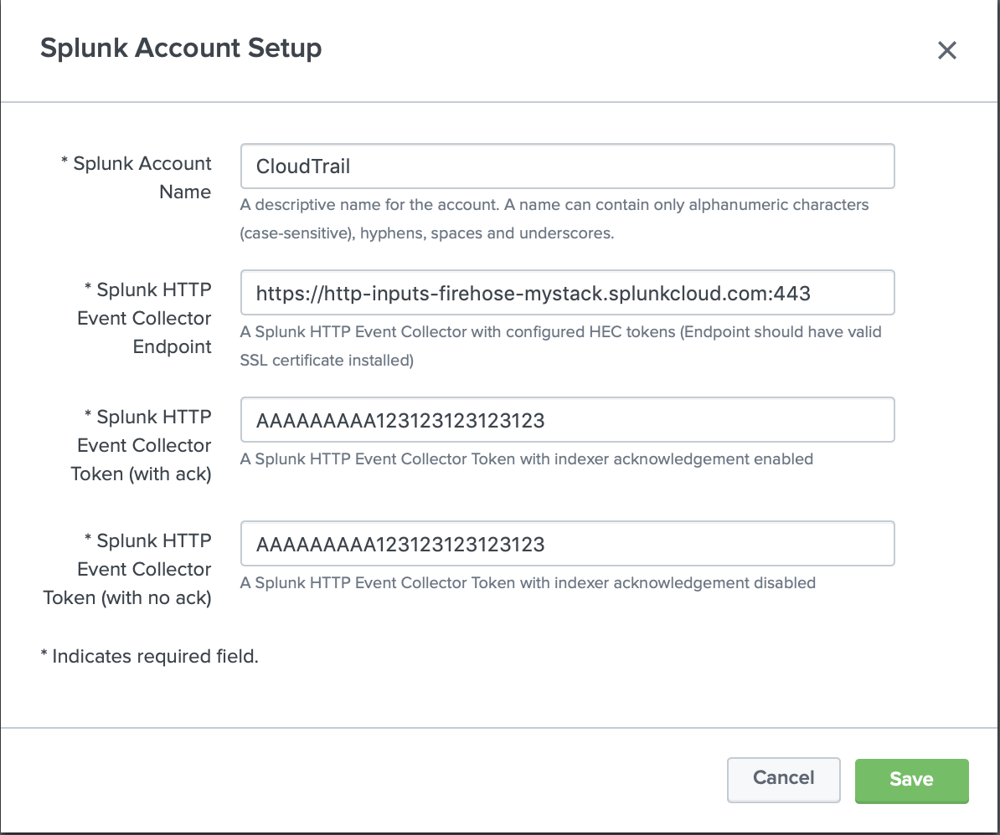 Splunk Account Setup
* Splunk Account
Name
CloudTrail
A descriptive name for the account. A name can contain only alphanumeric characters
(case-sensitive), hyphens, spaces and underscores.
* Splunk HTTP
Event Collector
Endpoint
https://http-inputs-firehose-mystack.splunkcloud.com:443
A Splunk HTTP Event Collector with configured HEC tokens (Endpoint should have valid
SSL certificate installed)
* Splunk HTTP
Event Collector
Token (with ack)
AAAAAAAAA123123123123123
A Splunk HTTP Event Collector Token with indexer acknowledgement enabled
* Splunk HTTP
Event Collector
Token (with no ack)
AAAAAAAAA123123123123123
A Splunk HTTP Event Collector Token with indexer acknowledgement disabled
* Indicates required field.
Cancel
Save